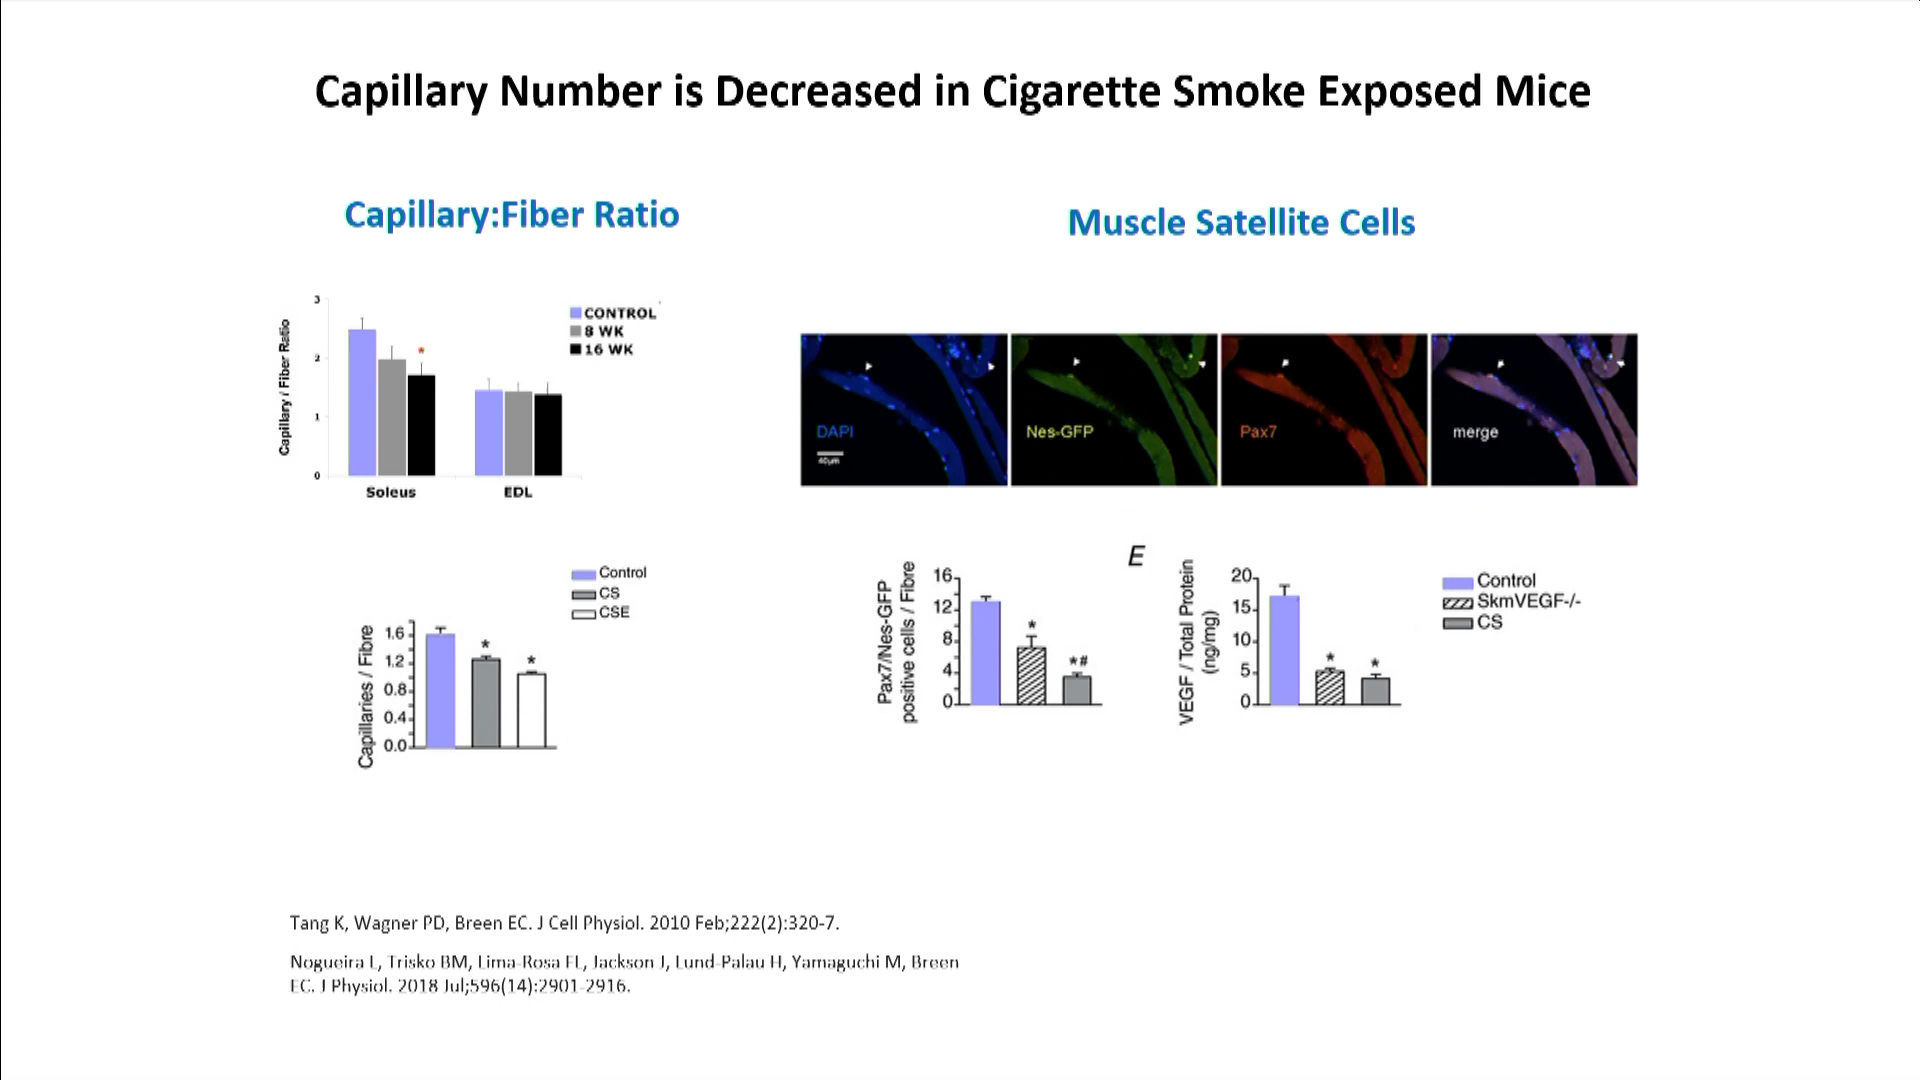 Capillary Number is Decreased in Cigarette Smoke Exposed Mice
Capillary:Fiber Ratio
Capillary / Fiber Ratio
3
2
1
0
*
CONTROL
8 WK
16 WK
Soleus
EDL
Control
CS
CSE
Capillaries / Fibre
1.6
1.2
0.8
0.4
0.0
*
*
Muscle Satellite Cells
DAPI
40µm
Nes-GFP
Pax7
merge
Pax7/Nes-GFP
positive cells / Fibre
16
12
8
4
0
*
*#
E
VEGF / Total Protein
(ng/mg)
20
15
10
5
0
*
*
Control
SkmVEGF-/-
CS
Tang K, Wagner PD, Breen EC. J Cell Physiol. 2010 Feb;222(2):320-7.
Nogueira L, Trisko BM, Lima-Rosa FL, Jackson J, Lund-Palau H, Yamaguchi M, Breen
EC. J Physiol. 2018 Jul;596(14):2901-2916.